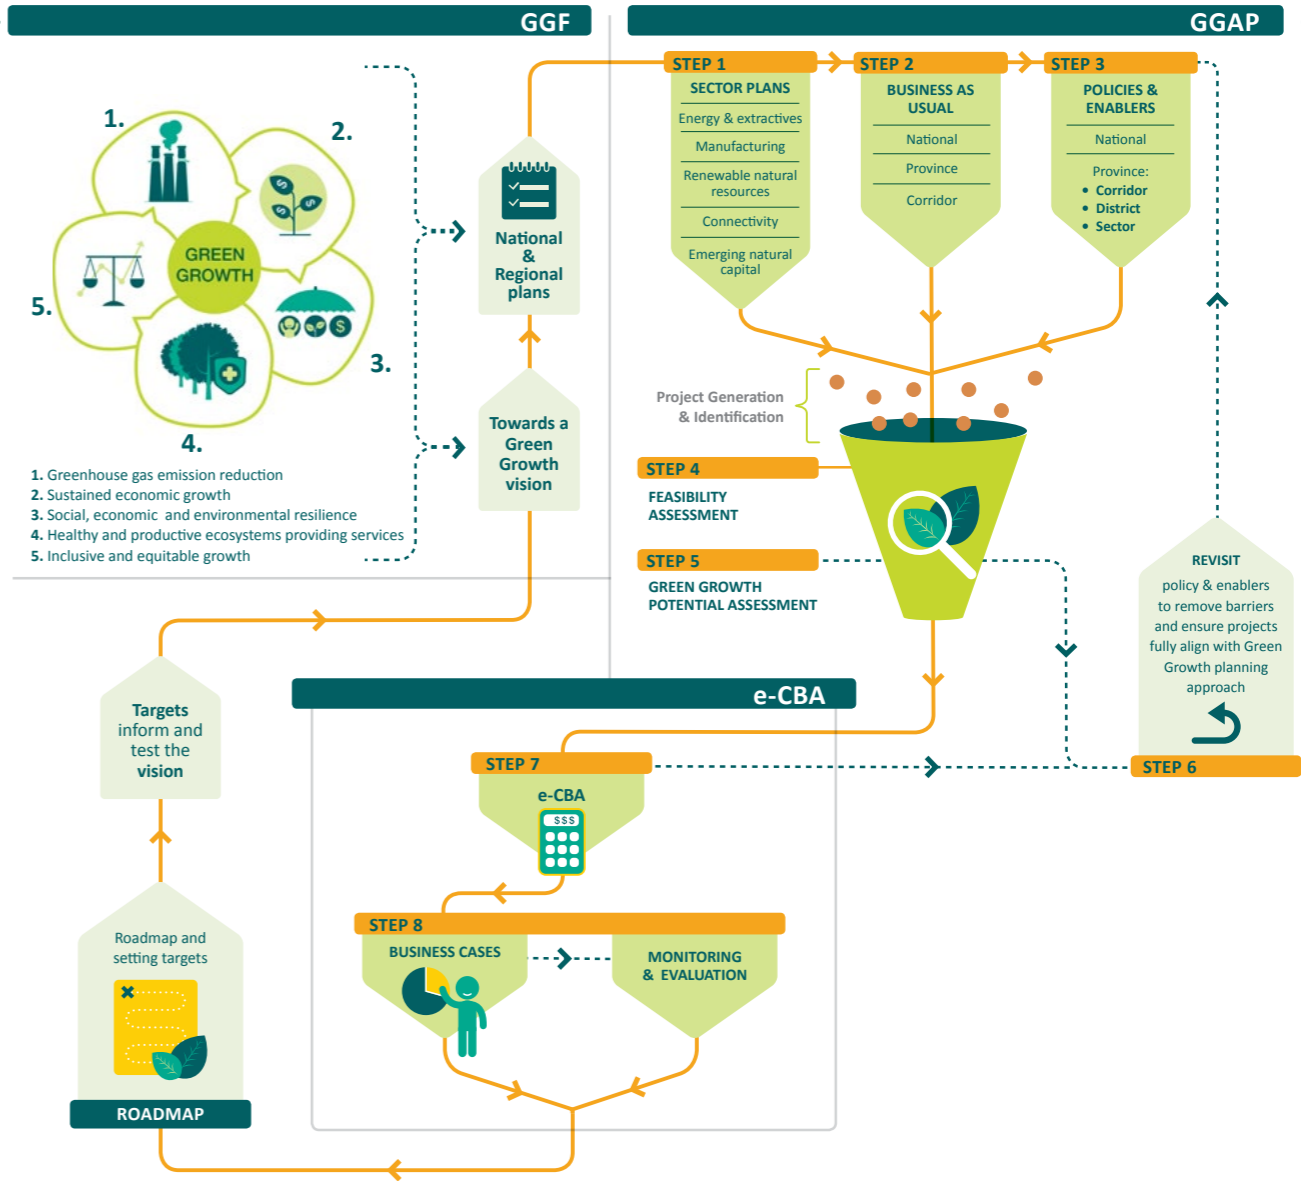 GGF
1.
2.
GREEN
GROWTH
5.
3.
4.
1. Greenhouse gas emission reduction
2. Sustained economic growth
3. Social, economic and environmental resilience
4. Healthy and productive ecosystems providing services
5. Inclusive and equitable growth
National
&
Regional
plans
Towards a
Green
Growth
vision
GGAP
STEP 1
SECTOR PLANS
Energy & extractives
Manufacturing
Renewable natural
resources
Connectivity
Emerging natural
capital
STEP 2
BUSINESS AS
USUAL
National
Province
Corridor
STEP 3
POLICIES &
ENABLERS
National
Province:
• Corridor
• District
• Sector
Project Generation
& Identification
STEP 4
FEASIBILITY
ASSESSMENT
STEP 5
GREEN GROWTH
POTENTIAL ASSESSMENT
REVISIT
policy & enablers
to remove barriers
and ensure projects
fully align with Green
Growth planning
approach
STEP 6
e-CBA
STEP 7
e-CBA
$$$
STEP 8
BUSINESS CASES
MONITORING
& EVALUATION
Targets
inform and
test the
vision
Roadmap and
setting targets
ROADMAP